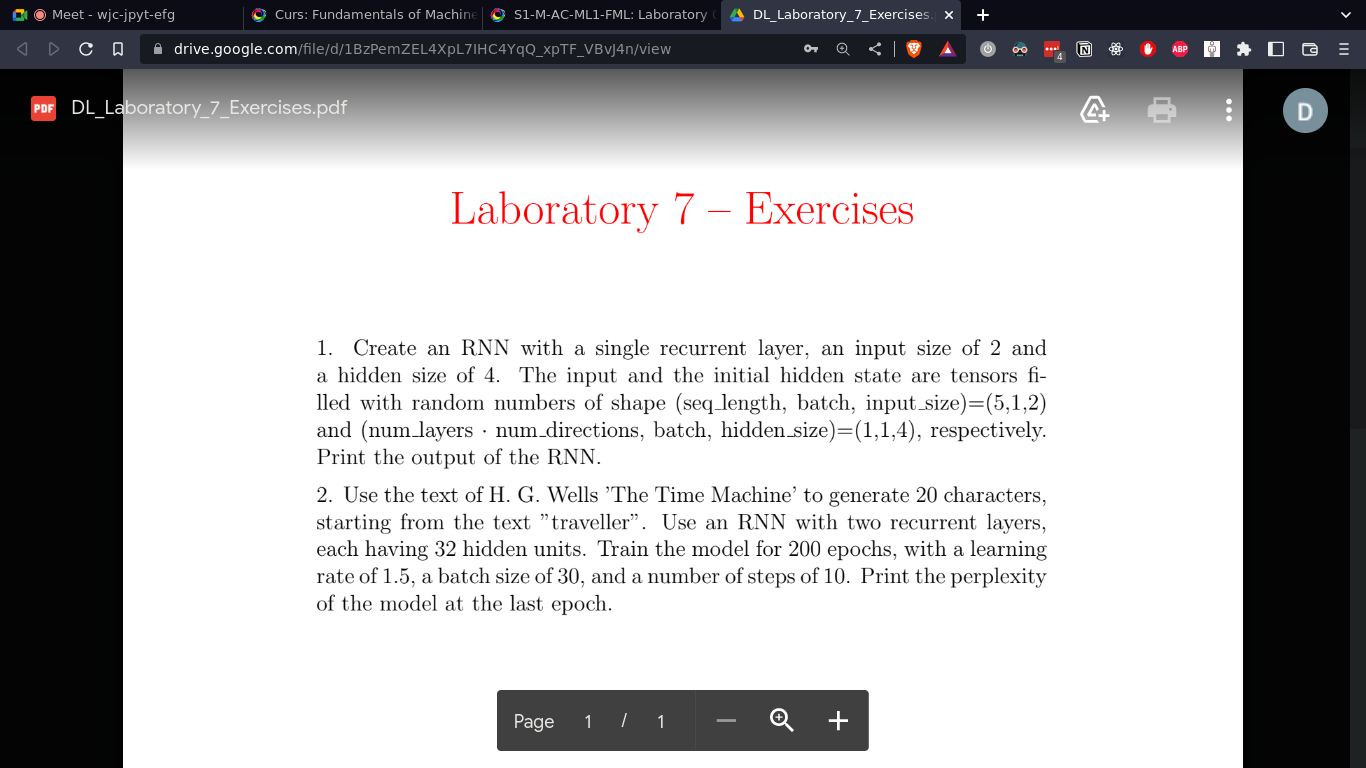 Meet - wjc-jpyt-efg
Curs: Fundamentals of Machine
S1-M-AC-ML1-FML: Laboratory
DL_Laboratory_7_Exercises.
drive.google.com/file/d/1BzPemZEL4XpL7IHC4YqQ_xpTF_VBvJ4n/view
4
ABP
PDF
DL_Laboratory_7_Exercises.pdf
D
Laboratory 7 – Exercises
1. Create an RNN with a single recurrent layer, an input size of 2 and
a hidden size of 4. The input and the initial hidden state are tensors fi-
lled with random numbers of shape (seq_length, batch, input_size)=(5,1,2)
and (num_layers · num_directions, batch, hidden_size)=(1,1,4), respectively.
Print the output of the RNN.
2. Use the text of H. G. Wells ’The Time Machine’ to generate 20 characters,
starting from the text ”traveller”. Use an RNN with two recurrent layers,
each having 32 hidden units. Train the model for 200 epochs, with a learning
rate of 1.5, a batch size of 30, and a number of steps of 10. Print the perplexity
of the model at the last epoch.
Page 1 / 1